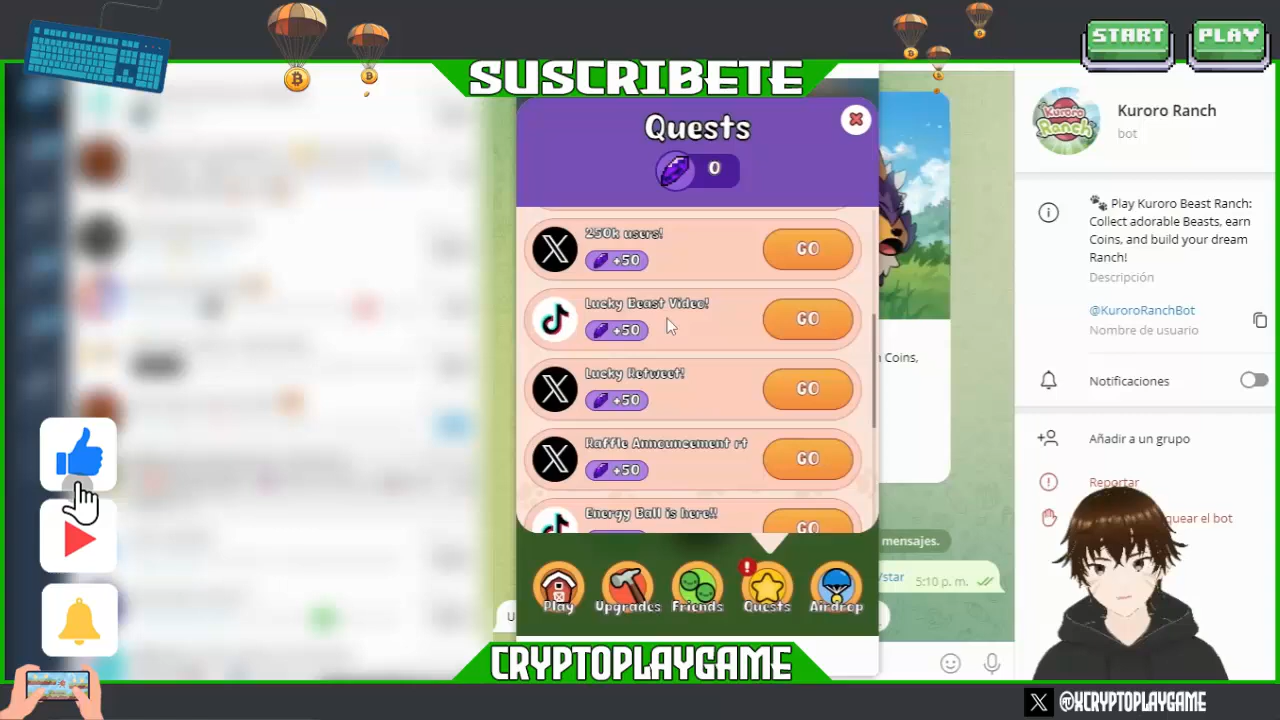 START
PLAY
SUSCRIBETE
Quests
0
250k users!
+50
GO
Lucky Beast Video!
+50
GO
Lucky Retweet!
+50
GO
Raffle Announcement rt
+50
GO
Energy Ball is here!!
GO
Play
Upgrades
Friends
Quests
Airdrop
n Coins,
mensajes.
/star
5:10 p. m.
U
Kuroro Ranch
Kuroro Ranch
bot
Play Kuroro Beast Ranch:
Collect adorable Beasts, earn
Coins, and build your dream
Ranch!
Descripción
@KuroroRanchBot
Nombre de usuario
Notificaciones
Añadir a un grupo
Reportar
quear el bot
CRYPTOPLAYGAME
X @XCRYPTOPLAYGAME